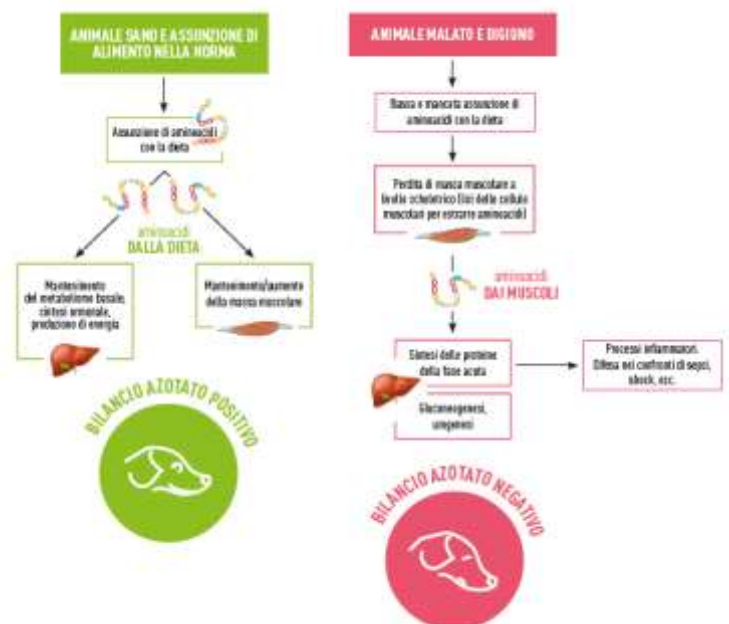 ANIMALE SANO E ASSUNZIONE DI
ALIMENTO NELLA NORMA
Assunzione di aminoacidi
con la dieta
aminoacidi
DALLA DIETA
Mantenimento
del metabolismo basale,
sintesi ormonale,
produzione di energia
Mantenimento/aumento
della massa muscolare
BILANCIO AZOTATO POSITIVO
ANIMALE MALATO E DIGIUNO
Bassa o mancata assunzione di
aminoacidi con la dieta
Perdita di massa muscolare a
livello scheletrico (lisi delle cellule
muscolari per estrarre aminoacidi)
aminoacidi
DAI MUSCOLI
Sintesi delle proteine
della fase acuta
Gluconeogenesi,
ureogenesi
Processi infiammatori.
Difesa nei confronti di sepsi,
shock, ecc.
BILANCIO AZOTATO NEGATIVO